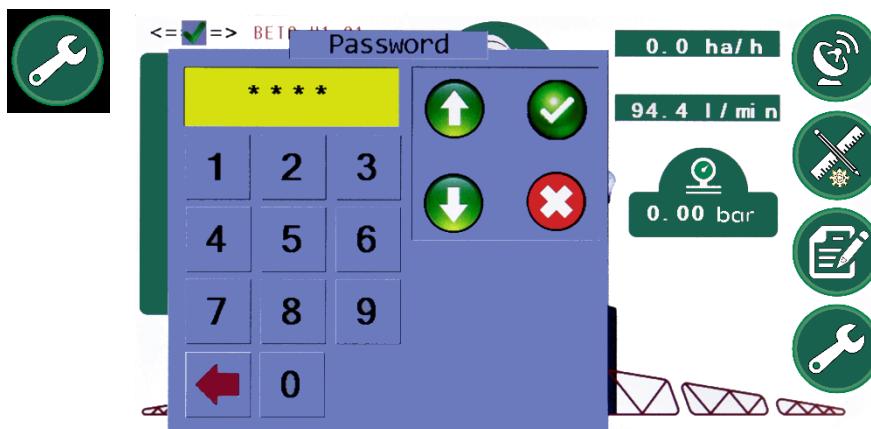 <= => BETO
Password
0.0 ha/h
* * * *
94.4 l/min
1 2 3
0.00 bar
4 5 6
7 8 9
0